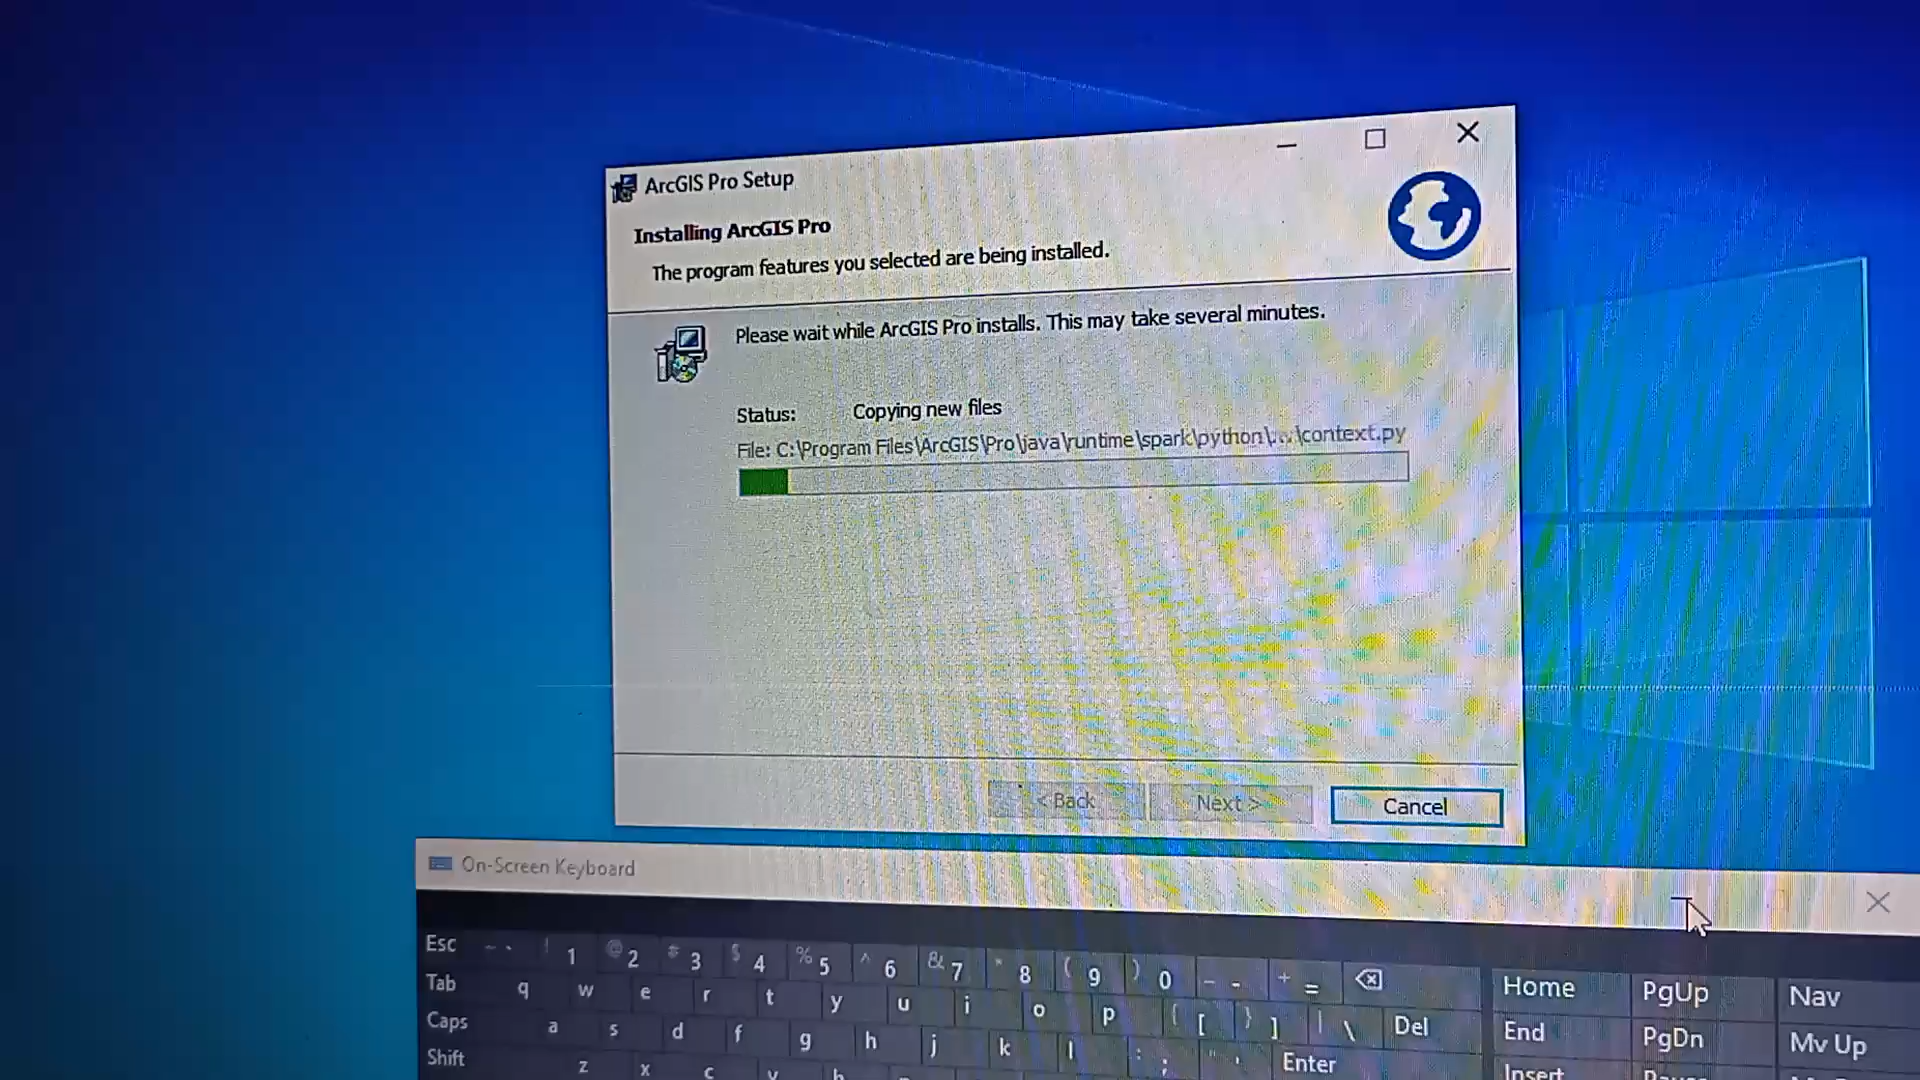 ArcGIS Pro Setup
Installing ArcGIS Pro
The program features you selected are being installed.
Please wait while ArcGIS Pro installs. This may take several minutes.
Status: Copying new files
File: C:\Program Files\ArcGIS\Pro\java\runtime\spark\python\...\context.py
< Back Next > Cancel
On-Screen Keyboard
Esc ~ ` ! 1 @ 2 # 3 $ 4 % 5 ^ 6 & 7 * 8 ( 9 ) 0 _ - + = Home PgUp Nav
Tab q w e r t y u i o p { [ } ] | \ Del End PgDn Mv Up
Caps a s d f g h j k l : ; " ' Enter Insert
Shift z x c v b